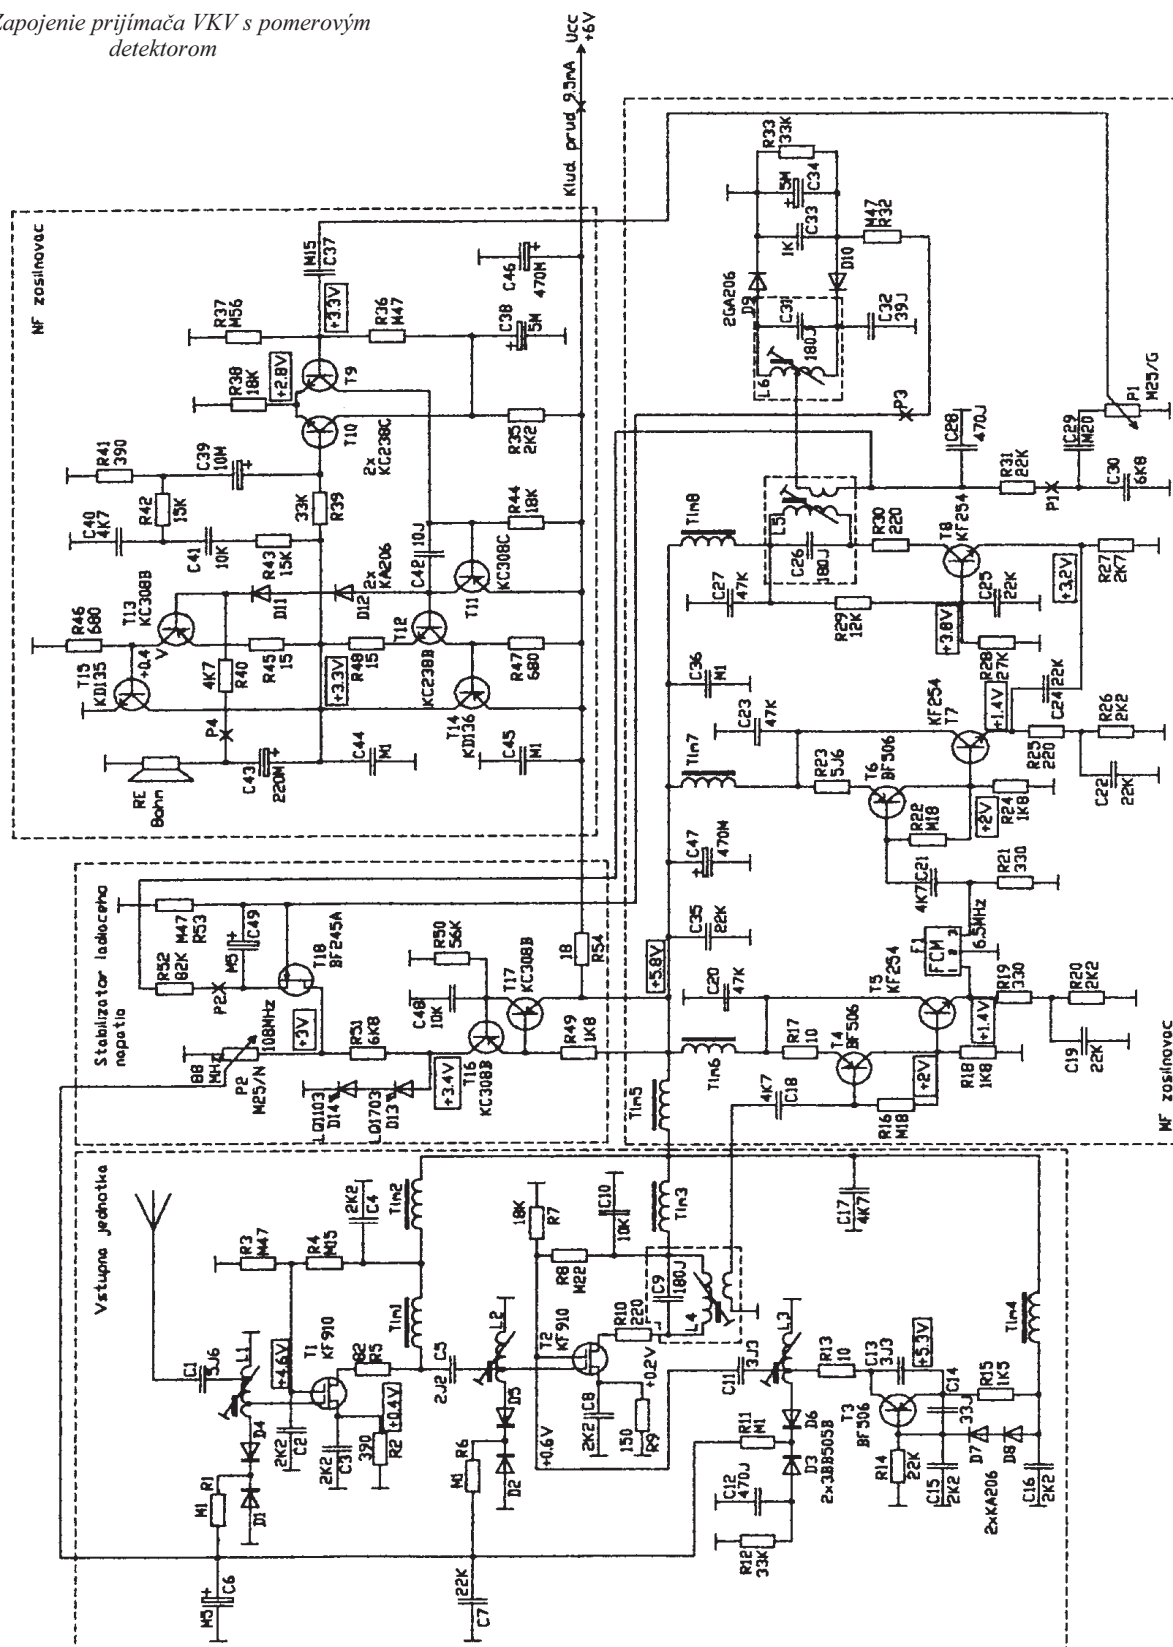 Zapojenie prijímača VKV s pomerovým
detektorom
Ucc
+6V
Klud. prud 9.5mA
NF zosilnovac
RE
8ohm
C43
220M
P4
4K7
R40
T15
KD135
+0.4
V
R46
680
T13
KC308B
R45
15
D11
D12
2x
KA206
+3.3V
R48
15
T12
KC238B
T14
KD136
R47
680
C44
M1
C45
M1
C40
4K7
R42
15K
R41
390
C41
10K
R43
15K
C39
10M
33K
R39
C42
10J
T11
KC308C
R44
18K
T10
2x
KC238C
R38
18K
+2.8V
T9
R37
M56
M15
C37
+3.3V
R36
M47
C38
5M
R35
2K2
C46
470M
Stabilizator ladiaceho
napatia
88
MHz
108MHz
P2
M25/N
R52
82K
P2
M47
R53
M5
C49
T18
BF245A
+3V
R51
6K8
LQ1103
D14
LQ1703
D13
+3.4V
T16
KC308B
C48
10K
R50
56K
T17
KC308B
R49
1K8
18
R54
Vstupna jednotka
C1
5J6
L1
D4
D1
M1
R1
M5
C6
2K2
C2
+4.6V
T1
KF910
2K2
C3
390
R2
+0.4V
82
R5
R3
M47
R4
M15
2K2
C4
Tlm2
Tlm1
2J2
C5
L2
D5
D2
M1
R6
22K
C7
T2
KF910
+0.6V
2K2
C8
150
R9
+0.2V
R10
220
18K
R7
R8
M22
C10
10K
Tlm3
C9
180J
L4
C11
3J3
L3
D6
D3
2x3BB505B
R11
M1
C12
470J
R12
33K
R13
10
T3
BF506
C13
3J3
+5.3V
C14
33J
R15
1K5
R14
22K
C15
2K2
D7
D8
2xKA206
C16
2K2
Tlm4
C17
4K7
MF zosilnovac
Tlm5
Tlm6
+5.8V
C20
47K
C35
22K
R17
10
T4
BF506
4K7
C18
R16
M18
+2V
T5
KF254
R18
1K8
+1.4V
R19
330
C19
22K
R20
2K2
F1
FCM
1
2
3
6.5MHz
4K7
C21
R21
330
C47
470M
Tlm7
C23
47K
C36
M1
R23
5J6
T6
BF506
R22
M18
+2V
R24
1K8
KF254
T7
+1.4V
R25
220
C22
22K
R26
2K2
C24
22K
Tlm8
C27
47K
R29
12K
L5
C26
180J
R30
220
T8
KF254
+3.8V
R28
27K
C25
22K
+3.2V
R27
2K7
C28
470J
R31
22K
P1
C29
M20
C30
6K8
P1
M25/G
P3
L6
C31
180J
C32
39J
2GA206
D9
D10
1K
C33
5M
C34
R33
33K
M47
R32